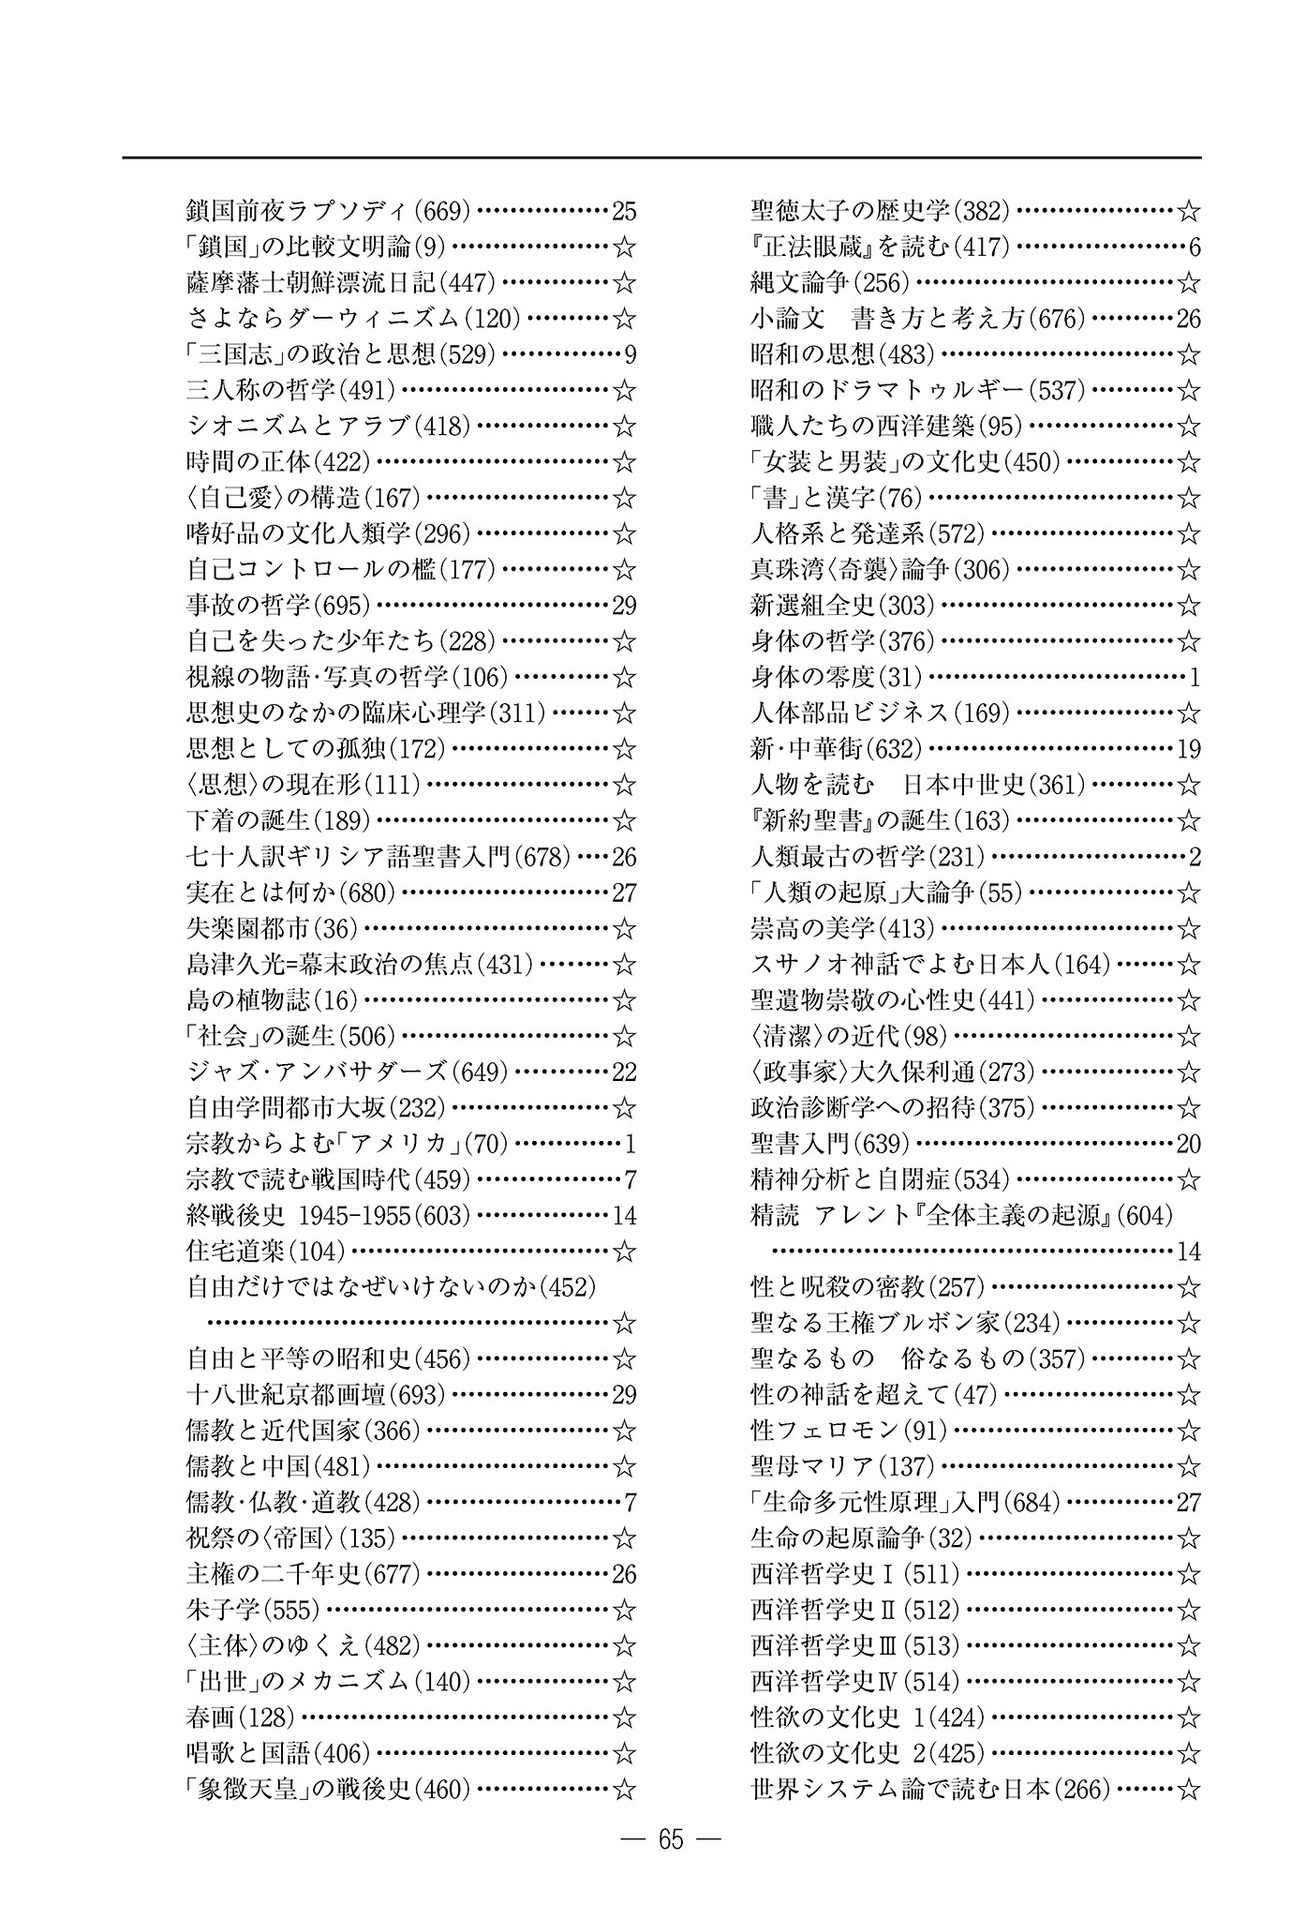 鎖国前夜ラプソディ(669)………………25
「鎖国」の比較文明論(9)…………………☆
薩摩藩士朝鮮漂流日記(447)……………☆
さよならダーウィニズム(120)…………☆
「三国志」の政治と思想(529)……………9
三人称の哲学(491)………………………☆
シオニズムとアラブ(418)………………☆
時間の正体(422)…………………………☆
〈自己愛〉の構造(167)……………………☆
嗜好品の文化人類学(296)………………☆
自己コントロールの檻(177)……………☆
事故の哲学(695)…………………………29
自己を失った少年たち(228)……………☆
視線の物語・写真の哲学(106)…………☆
思想史のなかの臨床心理学(311)………☆
思想としての孤独(172)…………………☆
〈思想〉の現在形(111)……………………☆
下着の誕生(189)…………………………☆
七十人訳ギリシア語聖書入門(678)……26
実在とは何か(680)………………………27
失楽園都市(36)……………………………☆
島津久光=幕末政治の焦点(431)………☆
島の植物誌(16)……………………………☆
「社会」の誕生(506)………………………☆
ジャズ・アンバサダーズ(649)…………22
自由学問都市大坂(232)…………………☆
宗教からよむ「アメリカ」(70)……………1
宗教で読む戦国時代(459)………………7
終戦後史 1945-1955(603)………………14
住宅道楽(104)……………………………☆
自由だけではなぜいけないのか(452)
…………………………………………☆
自由と平等の昭和史(456)………………☆
十八世紀京都画壇(693)…………………29
儒教と近代国家(366)……………………☆
儒教と中国(481)…………………………☆
儒教・仏教・道教(428)……………………7
祝祭の〈帝国〉(135)………………………☆
主権の二千年史(677)……………………26
朱子学(555)………………………………☆
〈主体〉のゆくえ(482)……………………☆
「出世」のメカニズム(140)………………☆
春画(128)…………………………………☆
唱歌と国語(406)…………………………☆
「象徴天皇」の戦後史(460)………………☆
聖徳太子の歴史学(382)…………………☆
『正法眼蔵』を読む(417)…………………6
縄文論争(256)……………………………☆
小論文　書き方と考え方(676)…………26
昭和の思想(483)…………………………☆
昭和のドラマトゥルギー(537)…………☆
職人たちの西洋建築(95)………………☆
「女装と男装」の文化史(450)……………☆
「書」と漢字(76)……………………………☆
人格系と発達系(572)……………………☆
真珠湾〈奇襲〉論争(306)…………………☆
新選組全史(303)…………………………☆
身体の哲学(376)…………………………☆
身体の零度(31)……………………………1
人体部品ビジネス(169)…………………☆
新・中華街(632)…………………………19
人物を読む　日本中世史(361)…………☆
『新約聖書』の誕生(163)…………………☆
人類最古の哲学(231)……………………2
「人類の起原」大論争(55)………………☆
崇高の美学(413)…………………………☆
スサノオ神話でよむ日本人(164)………☆
聖遺物崇敬の心性史(441)………………☆
〈清潔〉の近代(98)…………………………☆
〈政事家〉大久保利通(273)………………☆
政治診断学への招待(375)………………☆
聖書入門(639)……………………………20
精神分析と自閉症(534)…………………☆
精読 アレント『全体主義の起源』(604)
…………………………………………14
性と呪殺の密教(257)……………………☆
聖なる王権ブルボン家(234)……………☆
聖なるもの　俗なるもの(357)…………☆
性の神話を超えて(47)…………………☆
性フェロモン(91)…………………………☆
聖母マリア(137)…………………………☆
「生命多元性原理」入門(684)……………27
生命の起原論争(32)………………………☆
西洋哲学史Ⅰ(511)………………………☆
西洋哲学史Ⅱ(512)………………………☆
西洋哲学史Ⅲ(513)………………………☆
西洋哲学史Ⅳ(514)………………………☆
性欲の文化史 1(424)……………………☆
性欲の文化史 2(425)……………………☆
世界システム論で読む日本(266)………☆
— 65 —